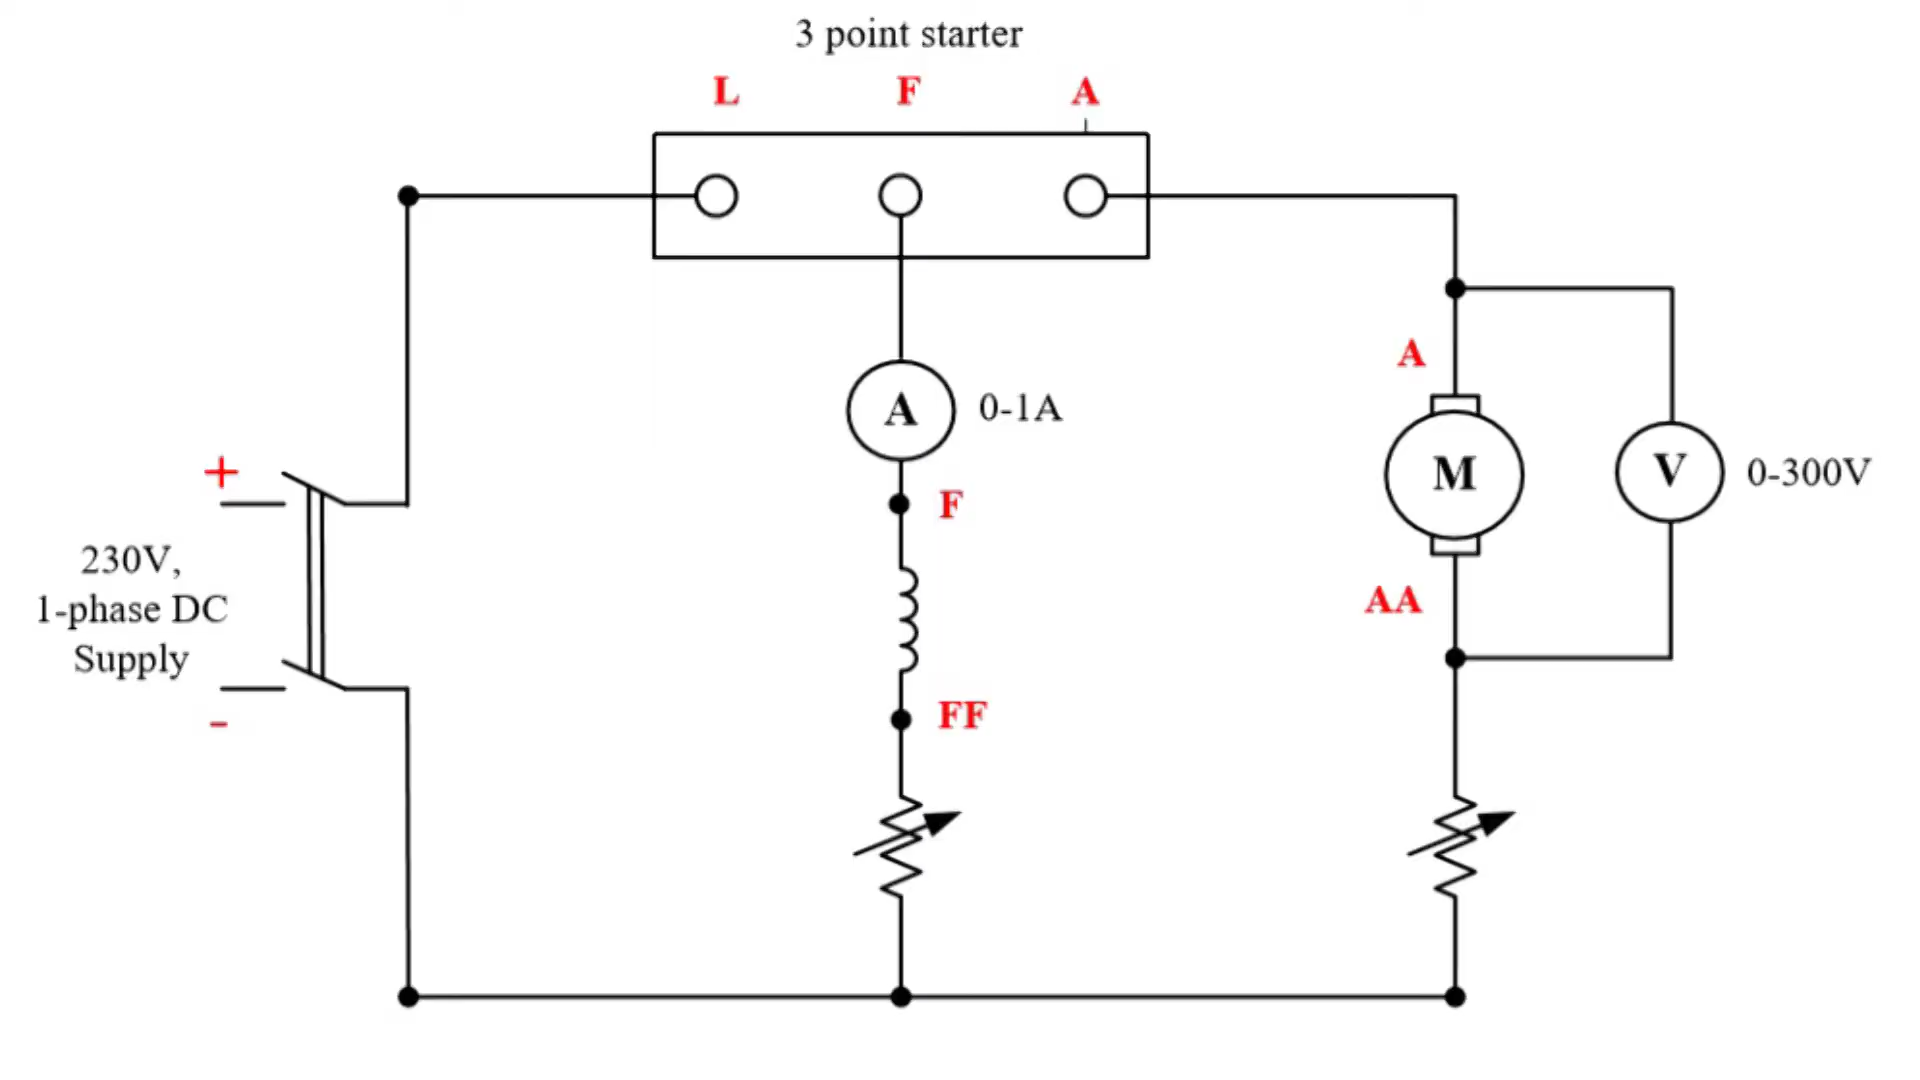 3 point starter
L F A
A 0-1A
F
FF
+
230V,
1-phase DC
Supply
-
A
M
AA
V 0-300V